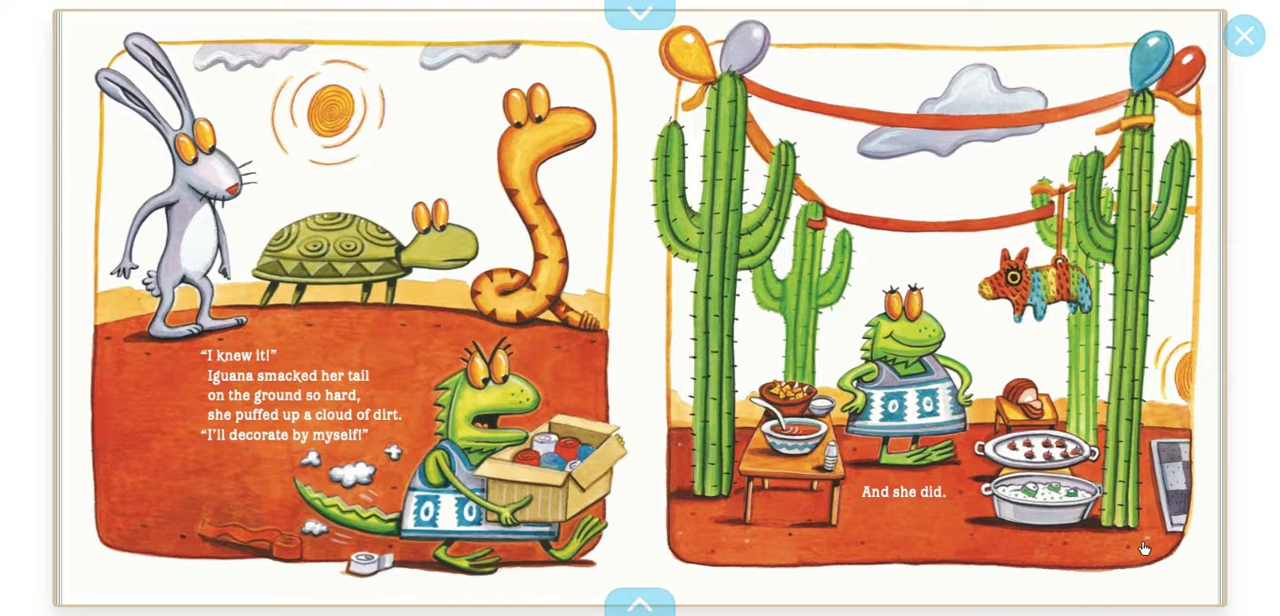 “I knew it!”
Iguana smacked her tail
on the ground so hard,
she puffed up a cloud of dirt.
“I’ll decorate by myself!”
And she did.